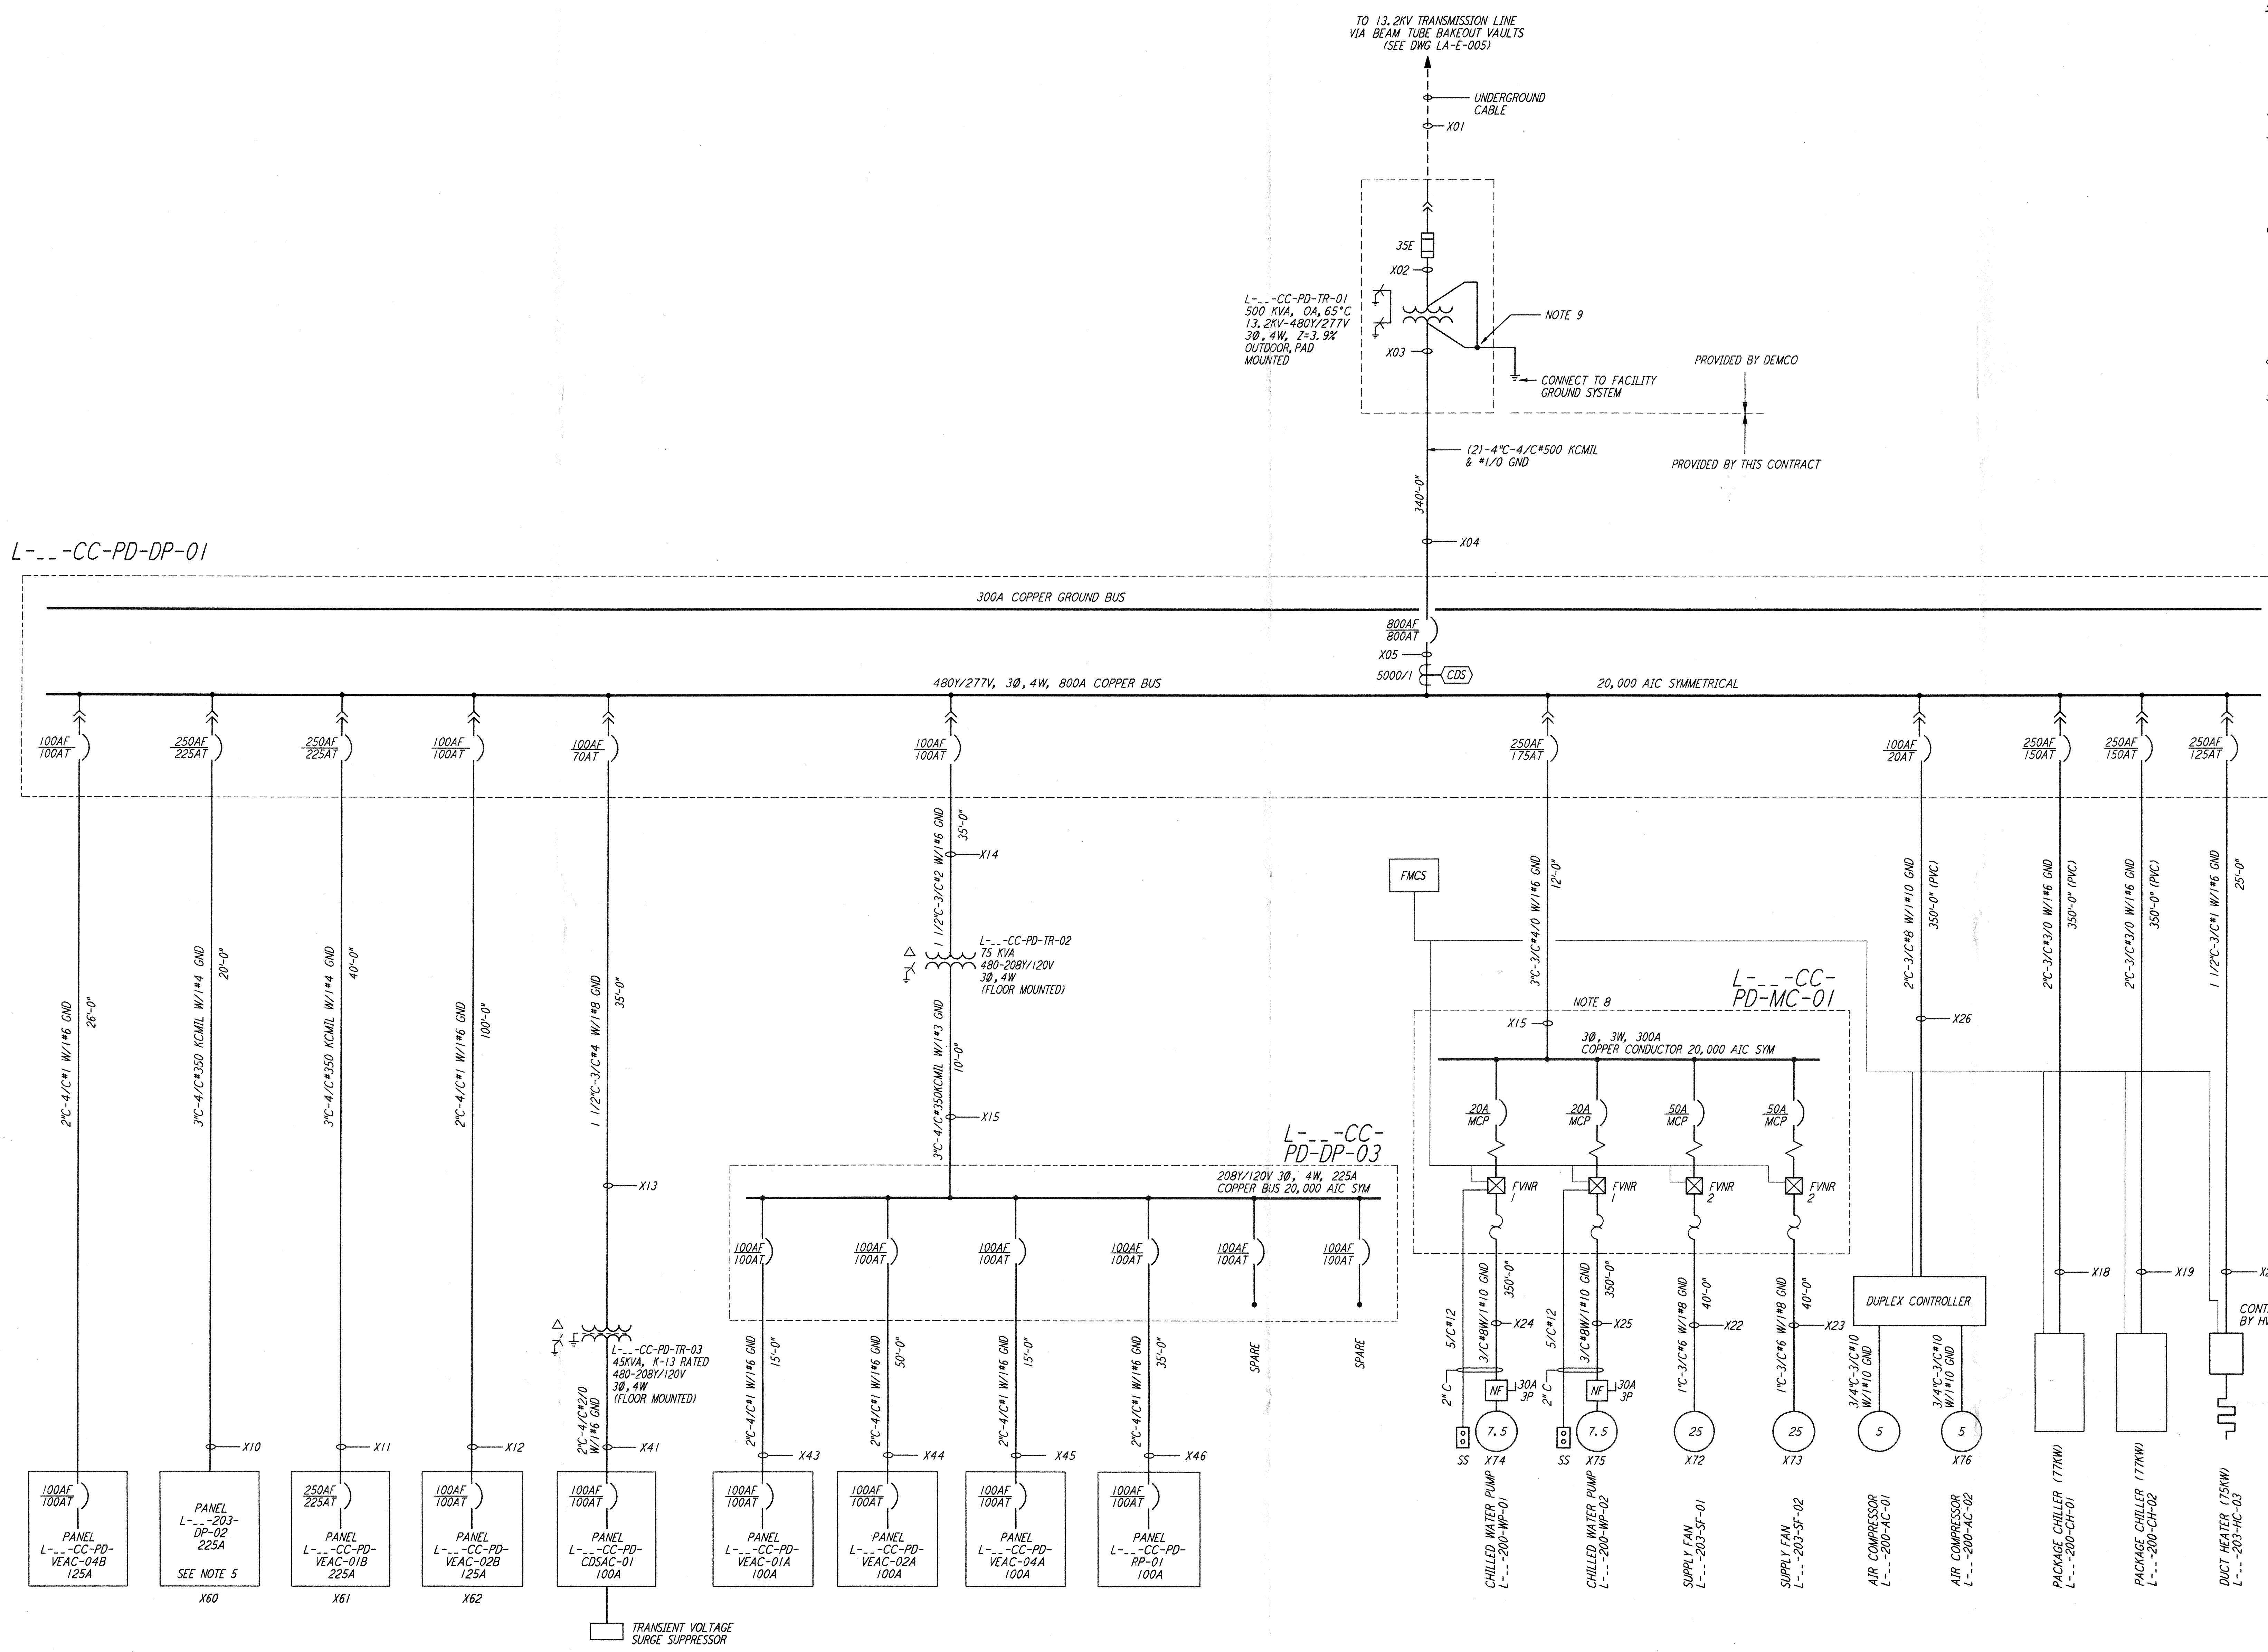 TO 13.2KV TRANSMISSION LINE
VIA BEAM TUBE BAKEOUT VAULTS
(SEE DWG LA-E-005)
UNDERGROUND
CABLE
X01
35E
X02
L-__-CC-PD-TR-01
500 KVA, OA, 65°C
13.2KV-480Y/277V
3Ø, 4W, Z=3.9%
OUTDOOR, PAD
MOUNTED
NOTE 9
X03
CONNECT TO FACILITY
GROUND SYSTEM
PROVIDED BY DEMCO
PROVIDED BY THIS CONTRACT
(2)-4"C-4/C#500 KCMIL
& #1/0 GND
340'-0"
X04
L-__-CC-PD-DP-01
300A COPPER GROUND BUS
800AF
800AT
X05
5000/1
CDS
480Y/277V, 3Ø, 4W, 800A COPPER BUS
20,000 AIC SYMMETRICAL
100AF
100AT
250AF
225AT
250AF
225AT
100AF
100AT
100AF
70AT
100AF
100AT
250AF
175AT
100AF
20AT
250AF
150AT
250AF
150AT
250AF
125AT
2"C-4/C#1 W/1#6 GND
26'-0"
3"C-4/C#350 KCMIL W/1#4 GND
20'-0"
3"C-4/C#350 KCMIL W/1#4 GND
40'-0"
2"C-4/C#1 W/1#6 GND
100'-0"
1 1/2"C-3/C#4 W/1#8 GND
35'-0"
1 1/2"C-3/C#2 W/1#6 GND
35'-0"
X14
L-__-CC-PD-TR-02
75 KVA
480-208Y/120V
3Ø, 4W
(FLOOR MOUNTED)
3"C-4/C#350KCMIL W/1#3 GND
10'-0"
X15
FMCS
3"C-3/C#4/0 W/1#6 GND
12'-0"
2"C-3/C#8 W/1#10 GND
350'-0" (PVC)
2"C-3/C#3/0 W/1#6 GND
350'-0" (PVC)
2"C-3/C#3/0 W/1#6 GND
350'-0" (PVC)
1 1/2"C-3/C#1 W/1#6 GND
25'-0"
X26
L-__-CC-
PD-MC-01
NOTE 8
X15
3Ø, 3W, 300A
COPPER CONDUCTOR 20,000 AIC SYM
20A
MCP
20A
MCP
50A
MCP
50A
MCP
FVNR
1
FVNR
1
FVNR
2
FVNR
2
X13
L-__-CC-
PD-DP-03
208Y/120V 3Ø, 4W, 225A
COPPER BUS 20,000 AIC SYM
100AF
100AT
100AF
100AT
100AF
100AT
100AF
100AT
100AF
100AT
100AF
100AT
L-__-CC-PD-TR-03
45KVA, K-13 RATED
480-208Y/120V
3Ø, 4W
(FLOOR MOUNTED)
2"C-4/C#2/0
W/1#6 GND
2"C-4/C#1 W/1#6 GND
15'-0"
2"C-4/C#1 W/1#6 GND
50'-0"
2"C-4/C#1 W/1#6 GND
15'-0"
2"C-4/C#1 W/1#6 GND
35'-0"
SPARE
SPARE
5/C#12
3/C#8W/1#10 GND
350'-0"
X24
5/C#12
3/C#8W/1#10 GND
350'-0"
X25
1"C-3/C#6 W/1#8 GND
40'-0"
X22
1"C-3/C#6 W/1#8 GND
40'-0"
X23
DUPLEX CONTROLLER
3/4"C-3/C#10
W/1#10 GND
3/4"C-3/C#10
W/1#10 GND
X18
X19
2" C
NF
30A
3P
2" C
NF
30A
3P
SS
7.5
X74
SS
7.5
X75
25
X72
25
X73
5
5
X76
X10
X11
X12
X41
X43
X44
X45
X46
100AF
100AT
PANEL
L-__-CC-PD-
VEAC-04B
125A
PANEL
L-__-203-
DP-02
225A
SEE NOTE 5
X60
250AF
225AT
PANEL
L-__-CC-PD-
VEAC-01B
225A
X61
100AF
100AT
PANEL
L-__-CC-PD-
VEAC-02B
125A
X62
100AF
100AT
PANEL
L-__-CC-PD-
CDSAC-01
100A
TRANSIENT VOLTAGE
SURGE SUPPRESSOR
100AF
100AT
PANEL
L-__-CC-PD-
VEAC-01A
100A
100AF
100AT
PANEL
L-__-CC-PD-
VEAC-02A
100A
100AF
100AT
PANEL
L-__-CC-PD-
VEAC-04A
100A
100AF
100AT
PANEL
L-__-CC-PD-
RP-01
100A
CHILLED WATER PUMP
L-__-200-WP-01
CHILLED WATER PUMP
L-__-200-WP-02
SUPPLY FAN
L-__-203-SF-01
SUPPLY FAN
L-__-203-SF-02
AIR COMPRESSOR
L-__-200-AC-01
AIR COMPRESSOR
L-__-200-AC-02
PACKAGE CHILLER (77KW)
L-__-200-CH-01
PACKAGE CHILLER (77KW)
L-__-200-CH-02
DUCT HEATER (75KW)
L-__-203-HC-03
BY